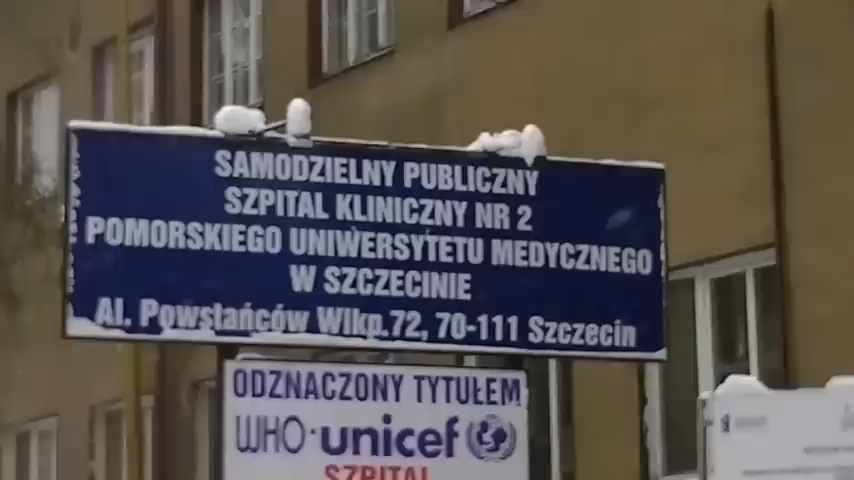 SAMODZIELNY PUBLICZNY
SZPITAL KLINICZNY NR 2
POMORSKIEGO UNIWERSYTETU MEDYCZNEGO
W SZCZECINIE
Al. Powstańców Wlkp.72, 70-111 Szczecin
ODZNACZONY TYTUŁEM
WHO·unicef
SZPITAL